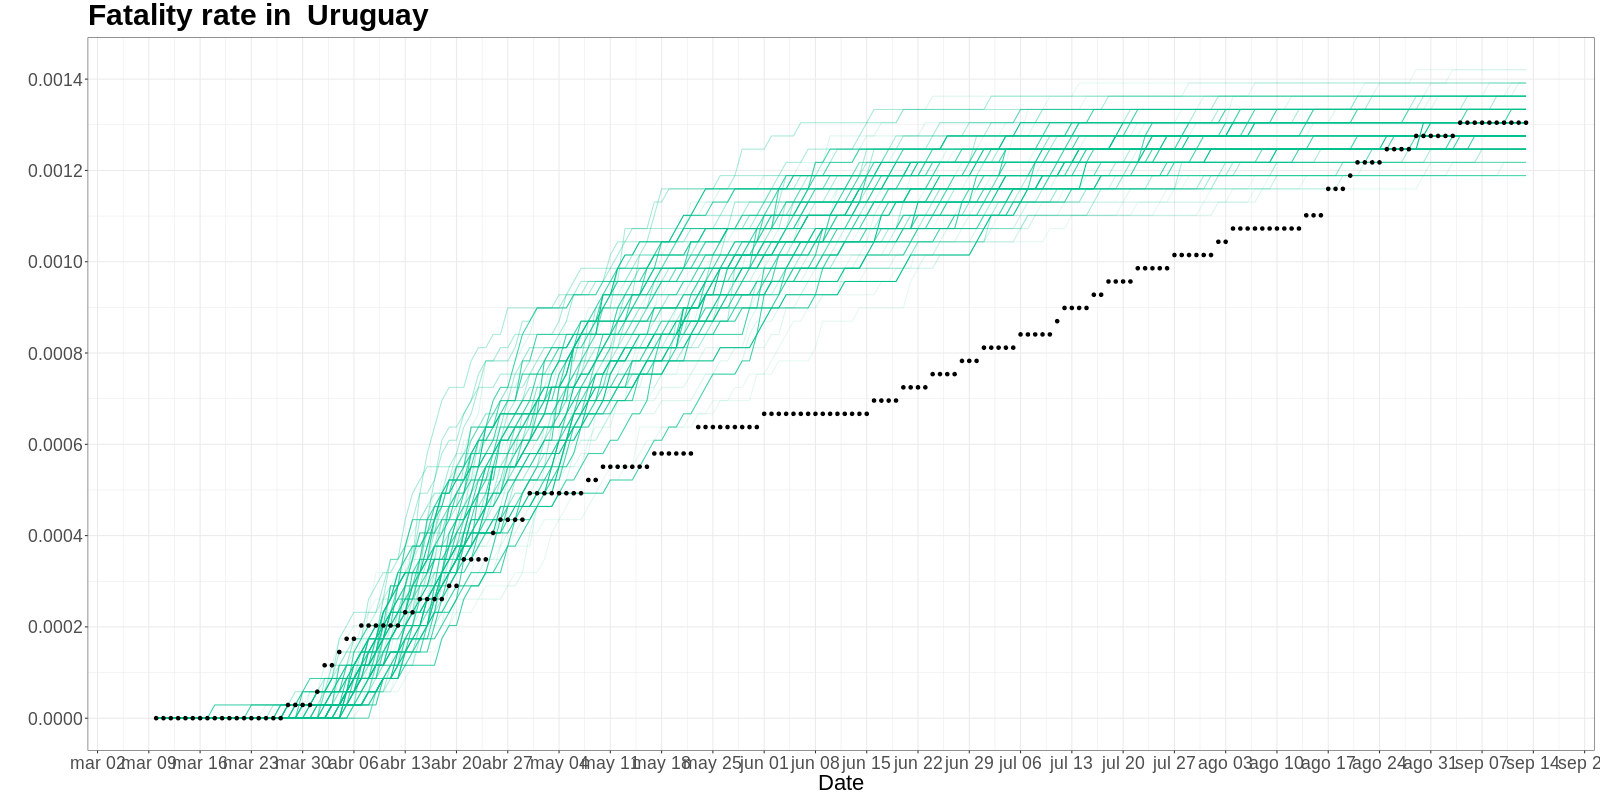 Fatality rate in  Uruguay
0.0014
0.0012
0.0010
0.0008
0.0006
0.0004
0.0002
0.0000
mar 02 mar 09 mar 16 mar 23 mar 30 abr 06 abr 13 abr 20 abr 27 may 04 may 11 may 18 may 25 jun 01 jun 08 jun 15 jun 22 jun 29 jul 06 jul 13 jul 20 jul 27 ago 03 ago 10 ago 17 ago 24 ago 31 sep 07 sep 14 sep 2
Date